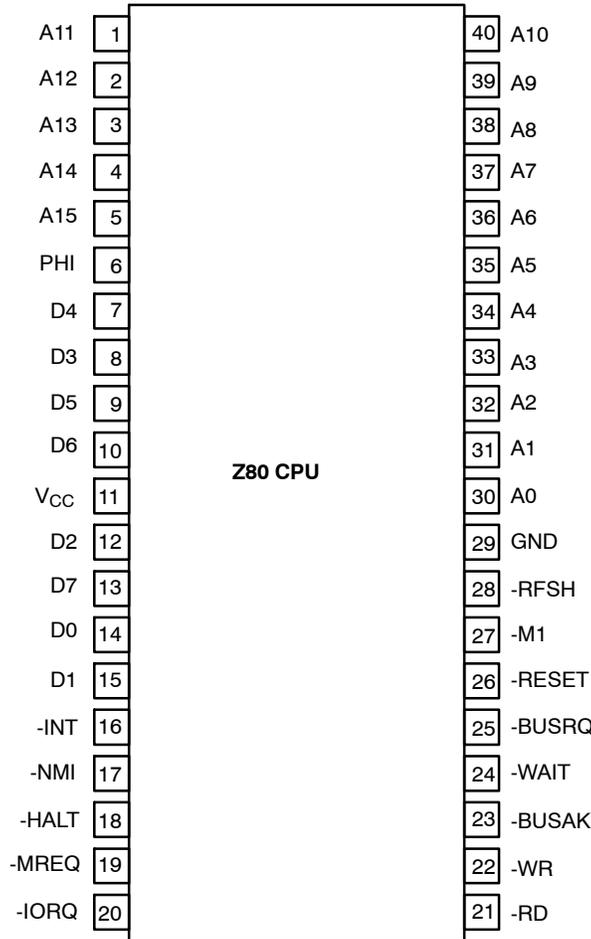 A11 1 40 A10
A12 2 39 A9
A13 3 38 A8
A14 4 37 A7
A15 5 36 A6
PHI 6 35 A5
D4 7 34 A4
D3 8 33 A3
D5 9 32 A2
D6 10 31 A1
Z80 CPU
VCC 11 30 A0
D2 12 29 GND
D7 13 28 -RFSH
D0 14 27 -M1
D1 15 26 -RESET
-INT 16 25 -BUSRQ
-NMI 17 24 -WAIT
-HALT 18 23 -BUSAK
-MREQ 19 22 -WR
-IORQ 20 21 -RD